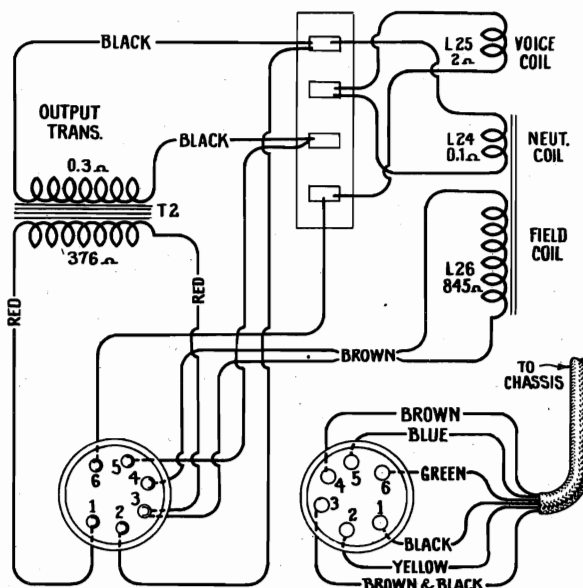 BLACK
L25
2Ω
VOICE
COIL
OUTPUT
TRANS.
BLACK
L24
0.1Ω
NEUT.
COIL
0.3Ω
T2
376Ω
RED
RED
L26
845Ω
FIELD
COIL
BROWN
TO
CHASSIS
BROWN
BLUE
GREEN
BLACK
YELLOW
BROWN & BLACK
6
5
4
3
1
2
4
5
6
3
2
1